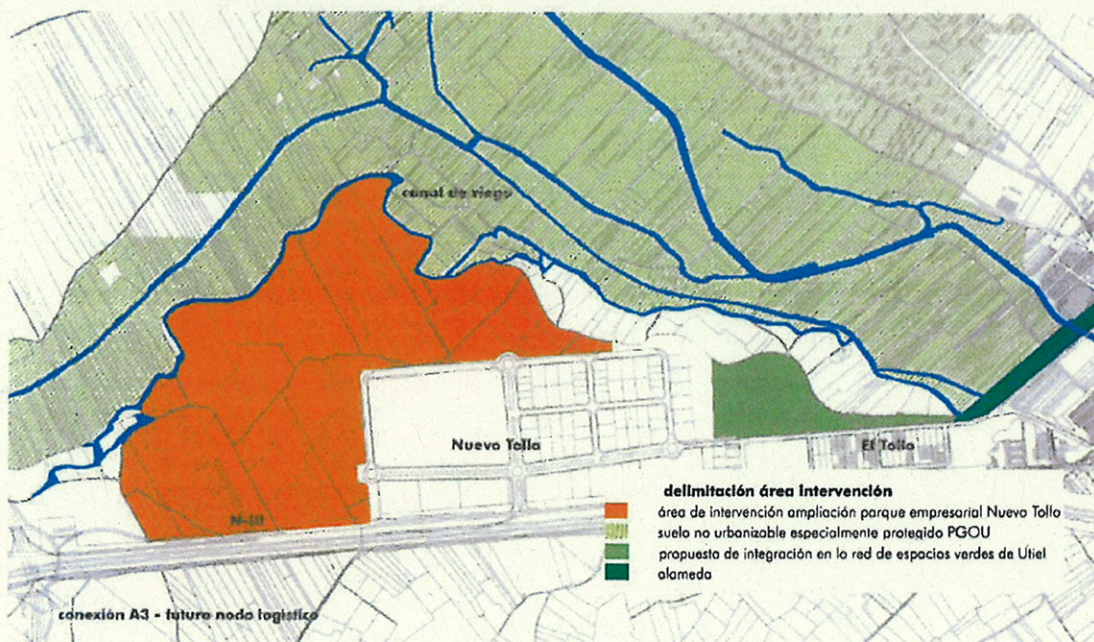 canal de riego
Nuevo Tollo
El Tollo
N-III
delimitación área intervención
área de intervención ampliación parque empresarial Nuevo Tollo
suelo no urbanizable especialmente protegido PGOU
propuesta de integración en la red de espacios verdes de Utiel
alameda
conexión A3 - futuro nodo logístico